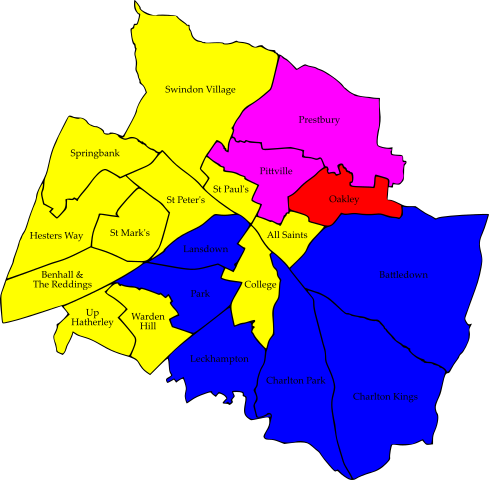 Swindon Village
Prestbury
Springbank
Pittville
St Paul's
St Peter's
Oakley
Hesters Way
St Mark's
All Saints
Lansdown
Battledown
Benhall &
The Reddings
College
Park
Up
Hatherley
Warden
Hill
Leckhampton
Charlton Park
Charlton Kings